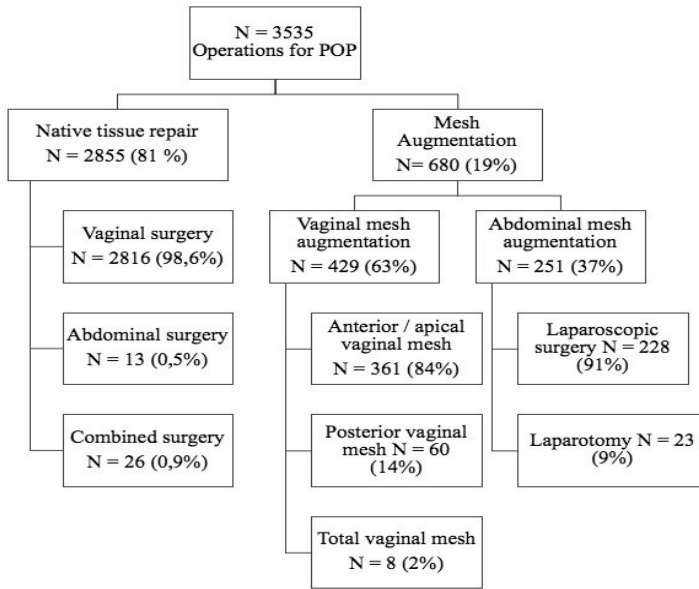 N = 3535
Operations for POP
Native tissue repair
N = 2855 (81 %)
Mesh
Augmentation
N= 680 (19%)
Vaginal surgery
N = 2816 (98,6%)
Abdominal surgery
N = 13 (0,5%)
Combined surgery
N = 26 (0,9%)
Vaginal mesh
augmentation
N = 429 (63%)
Abdominal mesh
augmentation
N = 251 (37%)
Anterior / apical
vaginal mesh
N = 361 (84%)
Posterior vaginal
mesh N = 60
(14%)
Total vaginal mesh
N = 8 (2%)
Laparoscopic
surgery N = 228
(91%)
Laparotomy N = 23
(9%)